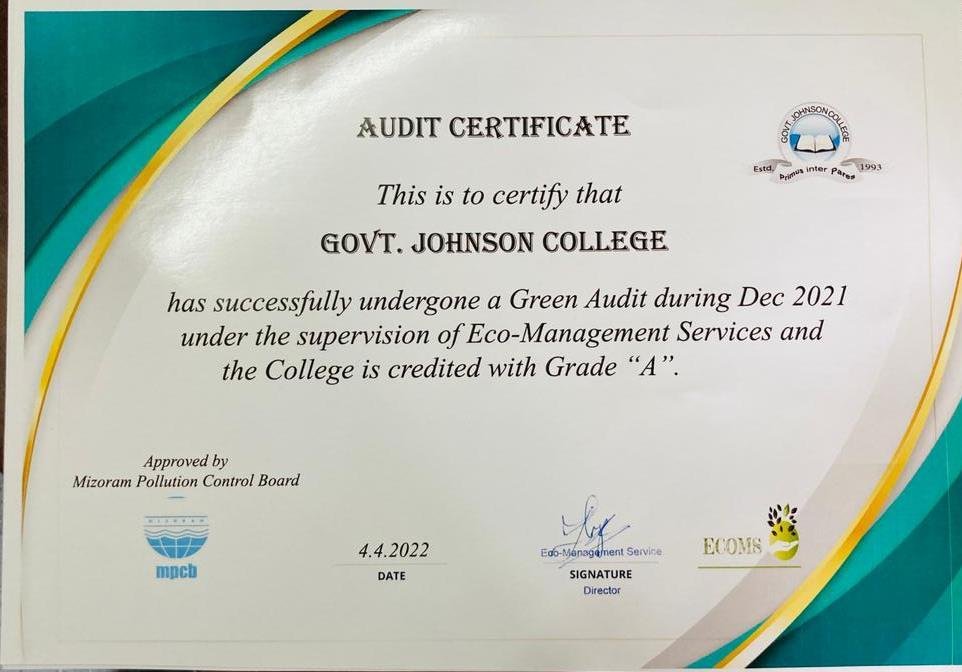 AUDIT CERTIFICATE
GOVT. JOHNSON COLLEGE
Estd. Primus Inter Pares 1993
This is to certify that
GOVT. JOHNSON COLLEGE
has successfully undergone a Green Audit during Dec 2021
under the supervision of Eco-Management Services and
the College is credited with Grade “A”.
Approved by
Mizoram Pollution Control Board
MIZORAM
mpcb
4.4.2022
DATE
Eco-Management Service
SIGNATURE
Director
ECOMS